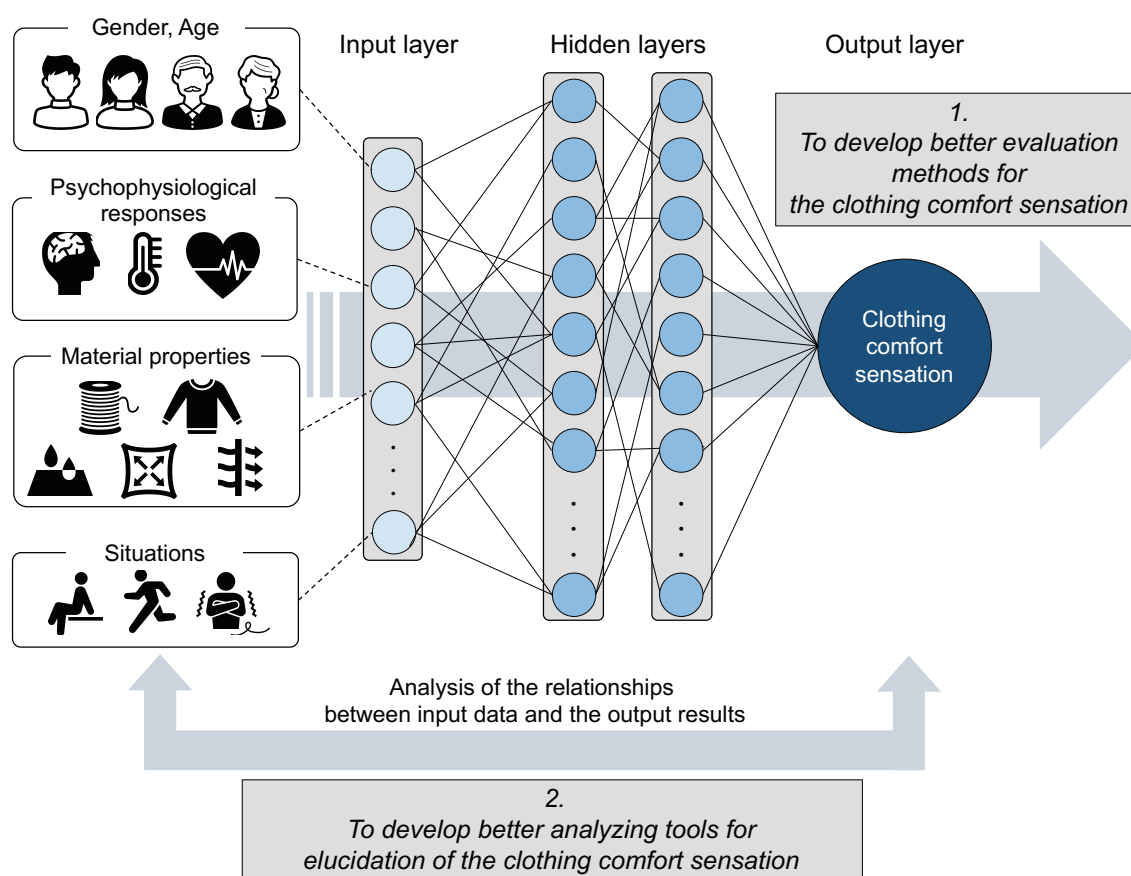 Gender, Age
Psychophysiological
responses
Material properties
Situations
Input layer
Hidden layers
Output layer
1.
To develop better evaluation
methods for
the clothing comfort sensation
Clothing
comfort
sensation
Analysis of the relationships
between input data and the output results
2.
To develop better analyzing tools for
elucidation of the clothing comfort sensation